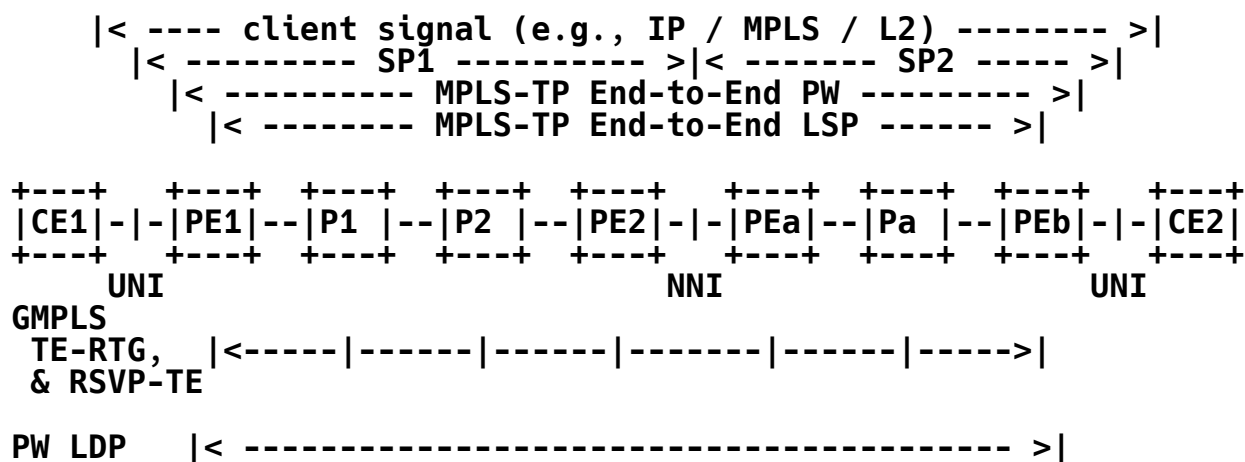 |< ---- client signal (e.g., IP / MPLS / L2) -------- >|
|< --------- SP1 ---------- >|< ------- SP2 ----- >|
|< ---------- MPLS-TP End-to-End PW --------- >|
|< -------- MPLS-TP End-to-End LSP ------ >|
+---+ +---+ +---+ +---+ +---+ +---+ +---+ +---+ +---+
|CE1|-|-|PE1|--|P1 |--|P2 |--|PE2|-|-|PEa|--|Pa |--|PEb|-|-|CE2|
+---+ +---+ +---+ +---+ +---+ +---+ +---+ +---+ +---+
UNI NNI UNI
GMPLS
TE-RTG, |<-----|------|------|-------|------|----->|
& RSVP-TE
PW LDP |< ---------------------------------------- >|